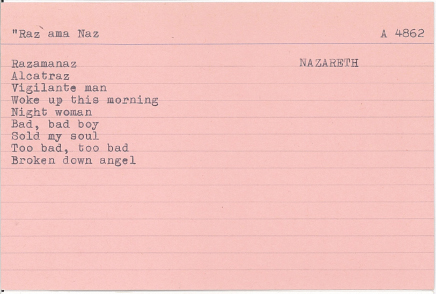 "Raz`ama Naz A 4862
Razamanaz NAZARETH
Alcatraz
Vigilante man
Woke up this morning
Night woman
Bad, bad boy
Sold my soul
Too bad, too bad
Broken down angel